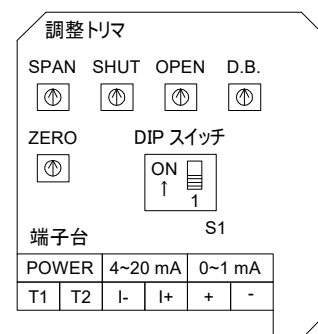 調整トリマ
SPAN SHUT OPEN D.B.
ZERO DIP スイッチ
ON
↑
1
S1
端子台
POWER 4~20 mA 0~1 mA
T1 T2 I- I+ + -